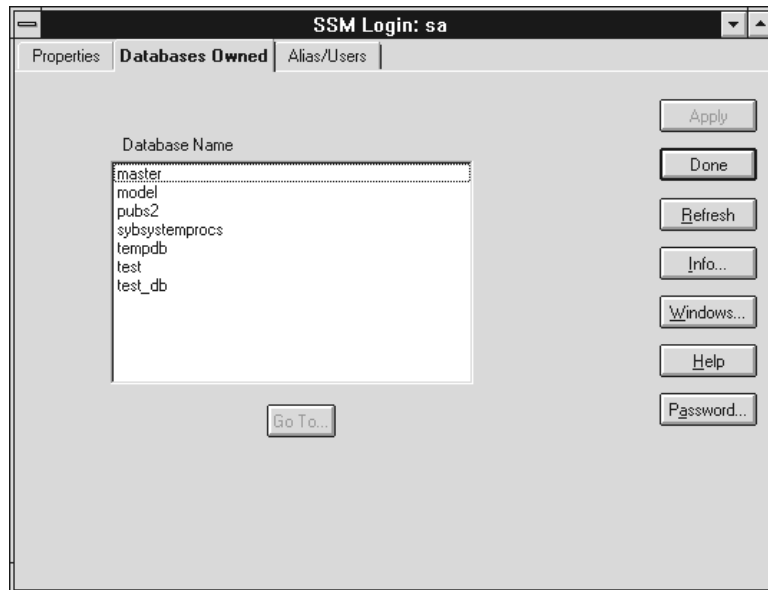 SSM Login: sa
Properties Databases Owned Alias/Users
Apply
Database Name
Done
master
model
pubs2
Refresh
sybsystemprocs
tempdb
test
Info...
test_db
Windows...
Help
Go To...
Password...